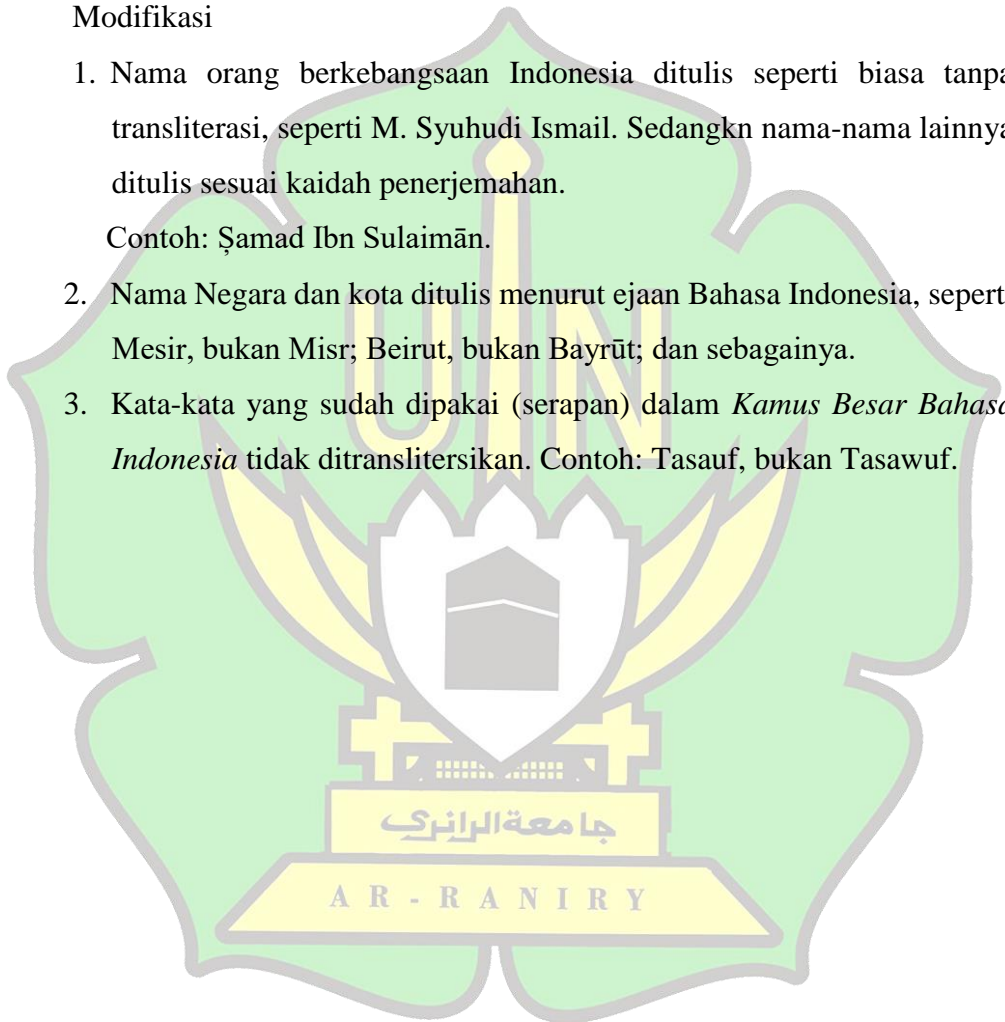 Modifikasi
1. Nama orang berkebangsaan Indonesia ditulis seperti biasa tanpa
transliterasi, seperti M. Syuhudi Ismail. Sedangkn nama-nama lainnya
ditulis sesuai kaidah penerjemahan.
Contoh: Ṣamad Ibn Sulaimān.
2. Nama Negara dan kota ditulis menurut ejaan Bahasa Indonesia, seperti
Mesir, bukan Misr; Beirut, bukan Bayrūt; dan sebagainya.
3. Kata-kata yang sudah dipakai (serapan) dalam Kamus Besar Bahasa
Indonesia tidak ditranslitersikan. Contoh: Tasauf, bukan Tasawuf.
UIN
جامعةالرانري
AR-RANIRY